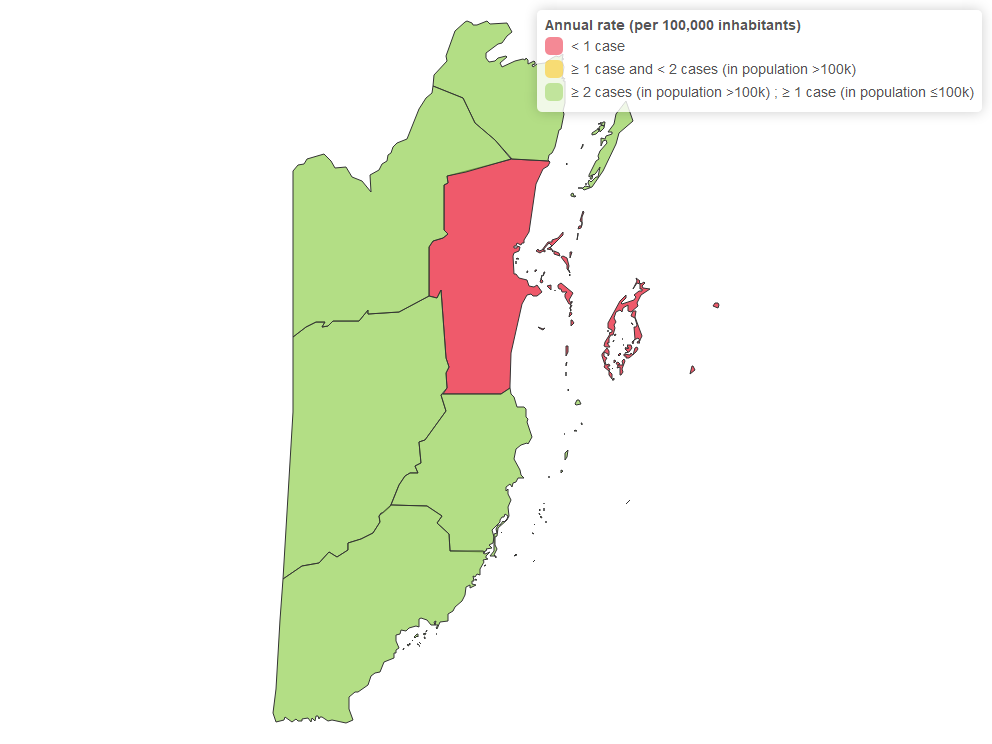 Annual rate (per 100,000 inhabitants)
< 1 case
≥ 1 case and < 2 cases (in population >100k)
≥ 2 cases (in population >100k) ; ≥ 1 case (in population ≤100k)